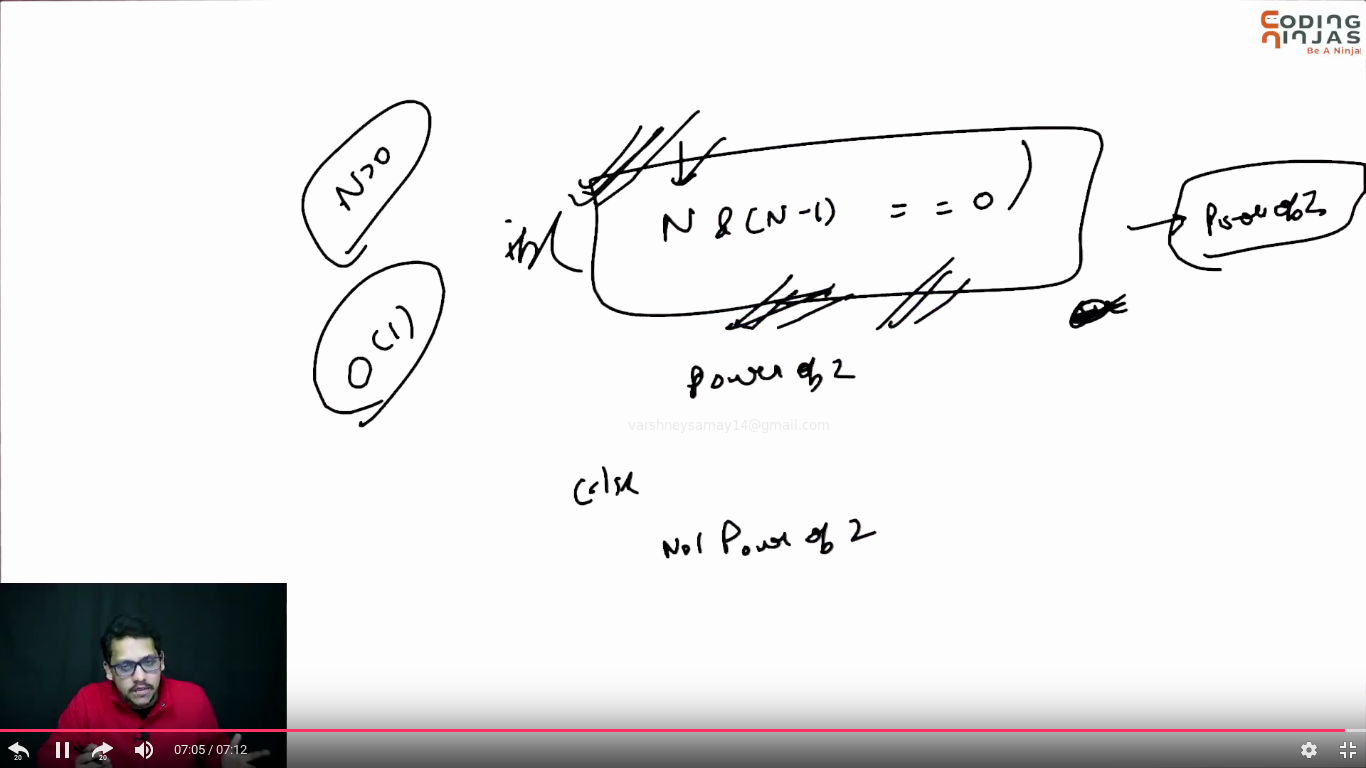 CODING
NINJAS
Be A Ninja
N>0
if( N & (N-1) == 0 )
Power of 2
O(1)
Power of 2
varshneysamay14@gmail.com
else
Not Power of 2
20
20
07:05 / 07:12